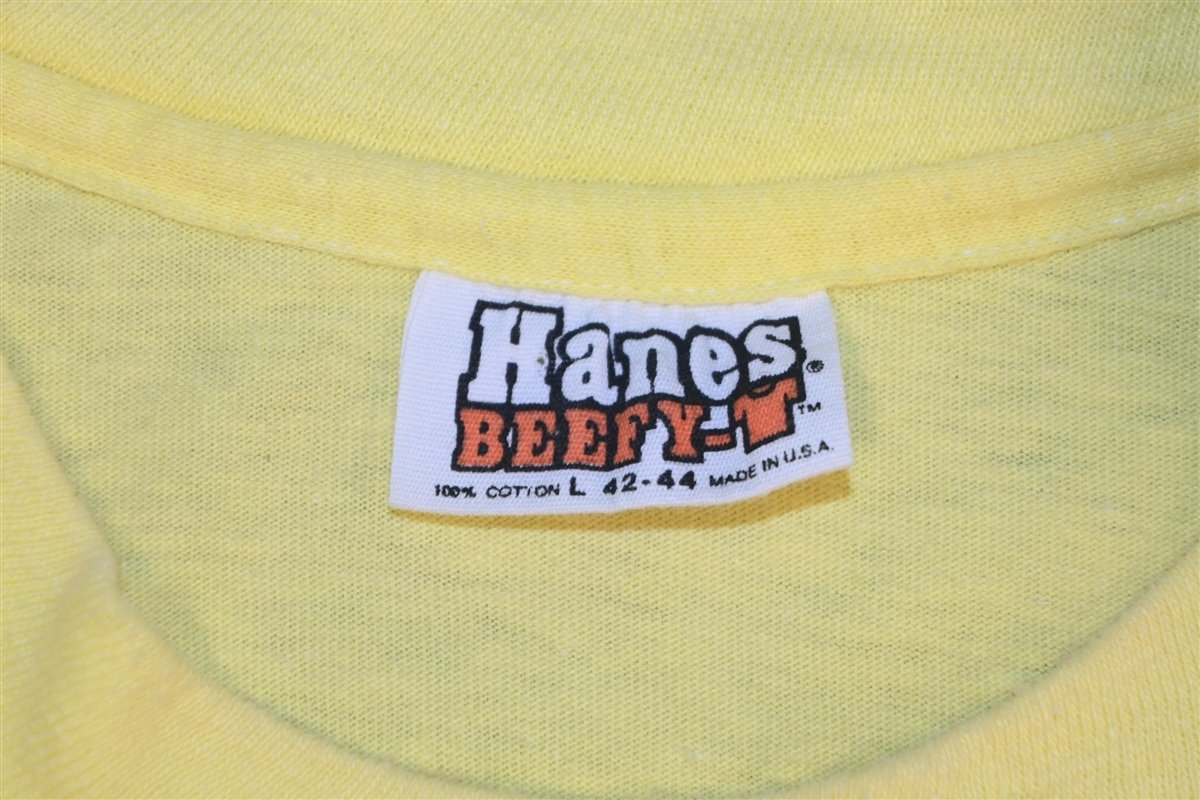 Hanes®
BEEFY-T™
100% COTTON L 42-44 MADE IN U.S.A.